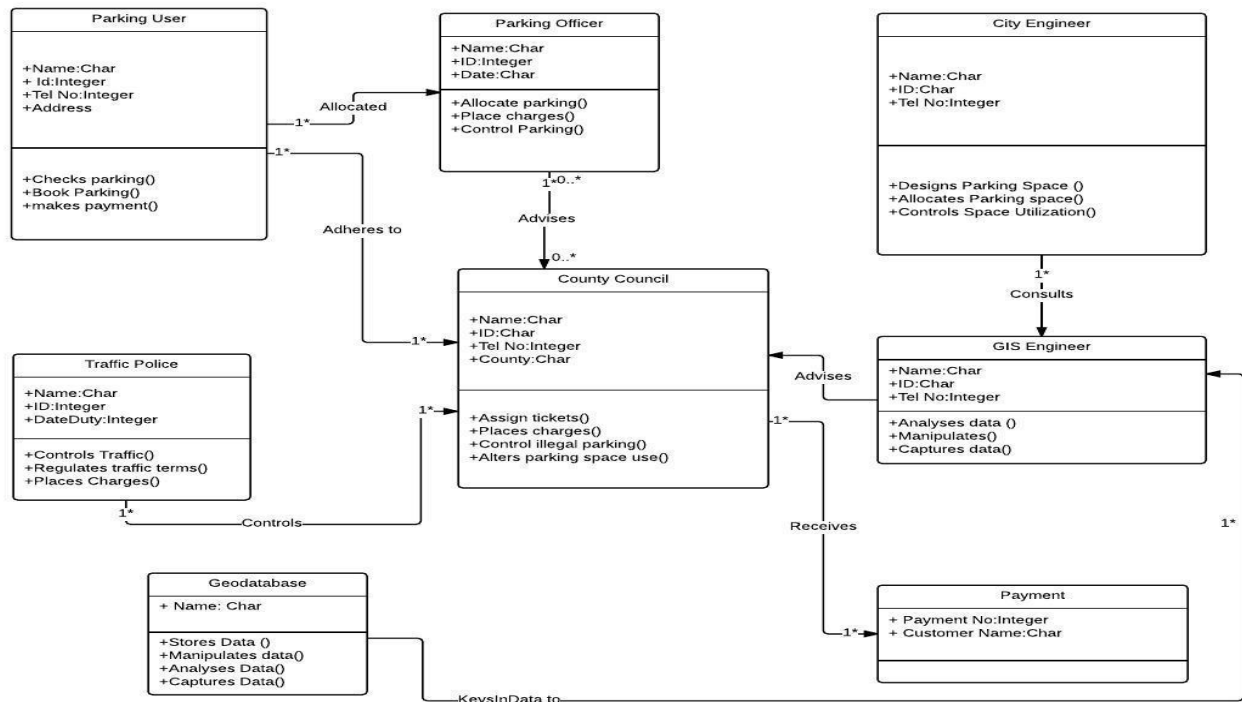 Parking User
+Name:Char
+ Id:Integer
+Tel No:Integer
+Address
+Checks parking()
+Book Parking()
+makes payment()
1*
Allocated
1*
Adheres to
1*
Parking Officer
+Name:Char
+ID:Integer
+Date:Char
+Allocate parking()
+Place charges()
+Control Parking()
1*
0..*
Advises
0..*
City Engineer
+Name:Char
+ID:Char
+Tel No:Integer
+Designs Parking Space ()
+Allocates Parking space()
+Controls Space Utilization()
1*
Consults
County Council
+Name:Char
+ID:Char
+Tel No:Integer
+County:Char
+Assign tickets()
+Places charges()
+Control illegal parking()
+Alters parking space use()
Advises
GIS Engineer
+Name:Char
+ID:Char
+Tel No:Integer
+Analyses data ()
+Manipulates()
+Captures data()
Traffic Police
+Name:Char
+ID:Integer
+DateDuty:Integer
+Controls Traffic()
+Regulates traffic terms()
+Places Charges()
1*
Controls
1*
1*
Receives
1*
1*
Geodatabase
+ Name: Char
+Stores Data ()
+Manipulates data()
+Analyses Data()
+Captures Data()
KeysInData to
Payment
+ Payment No:Integer
+ Customer Name:Char